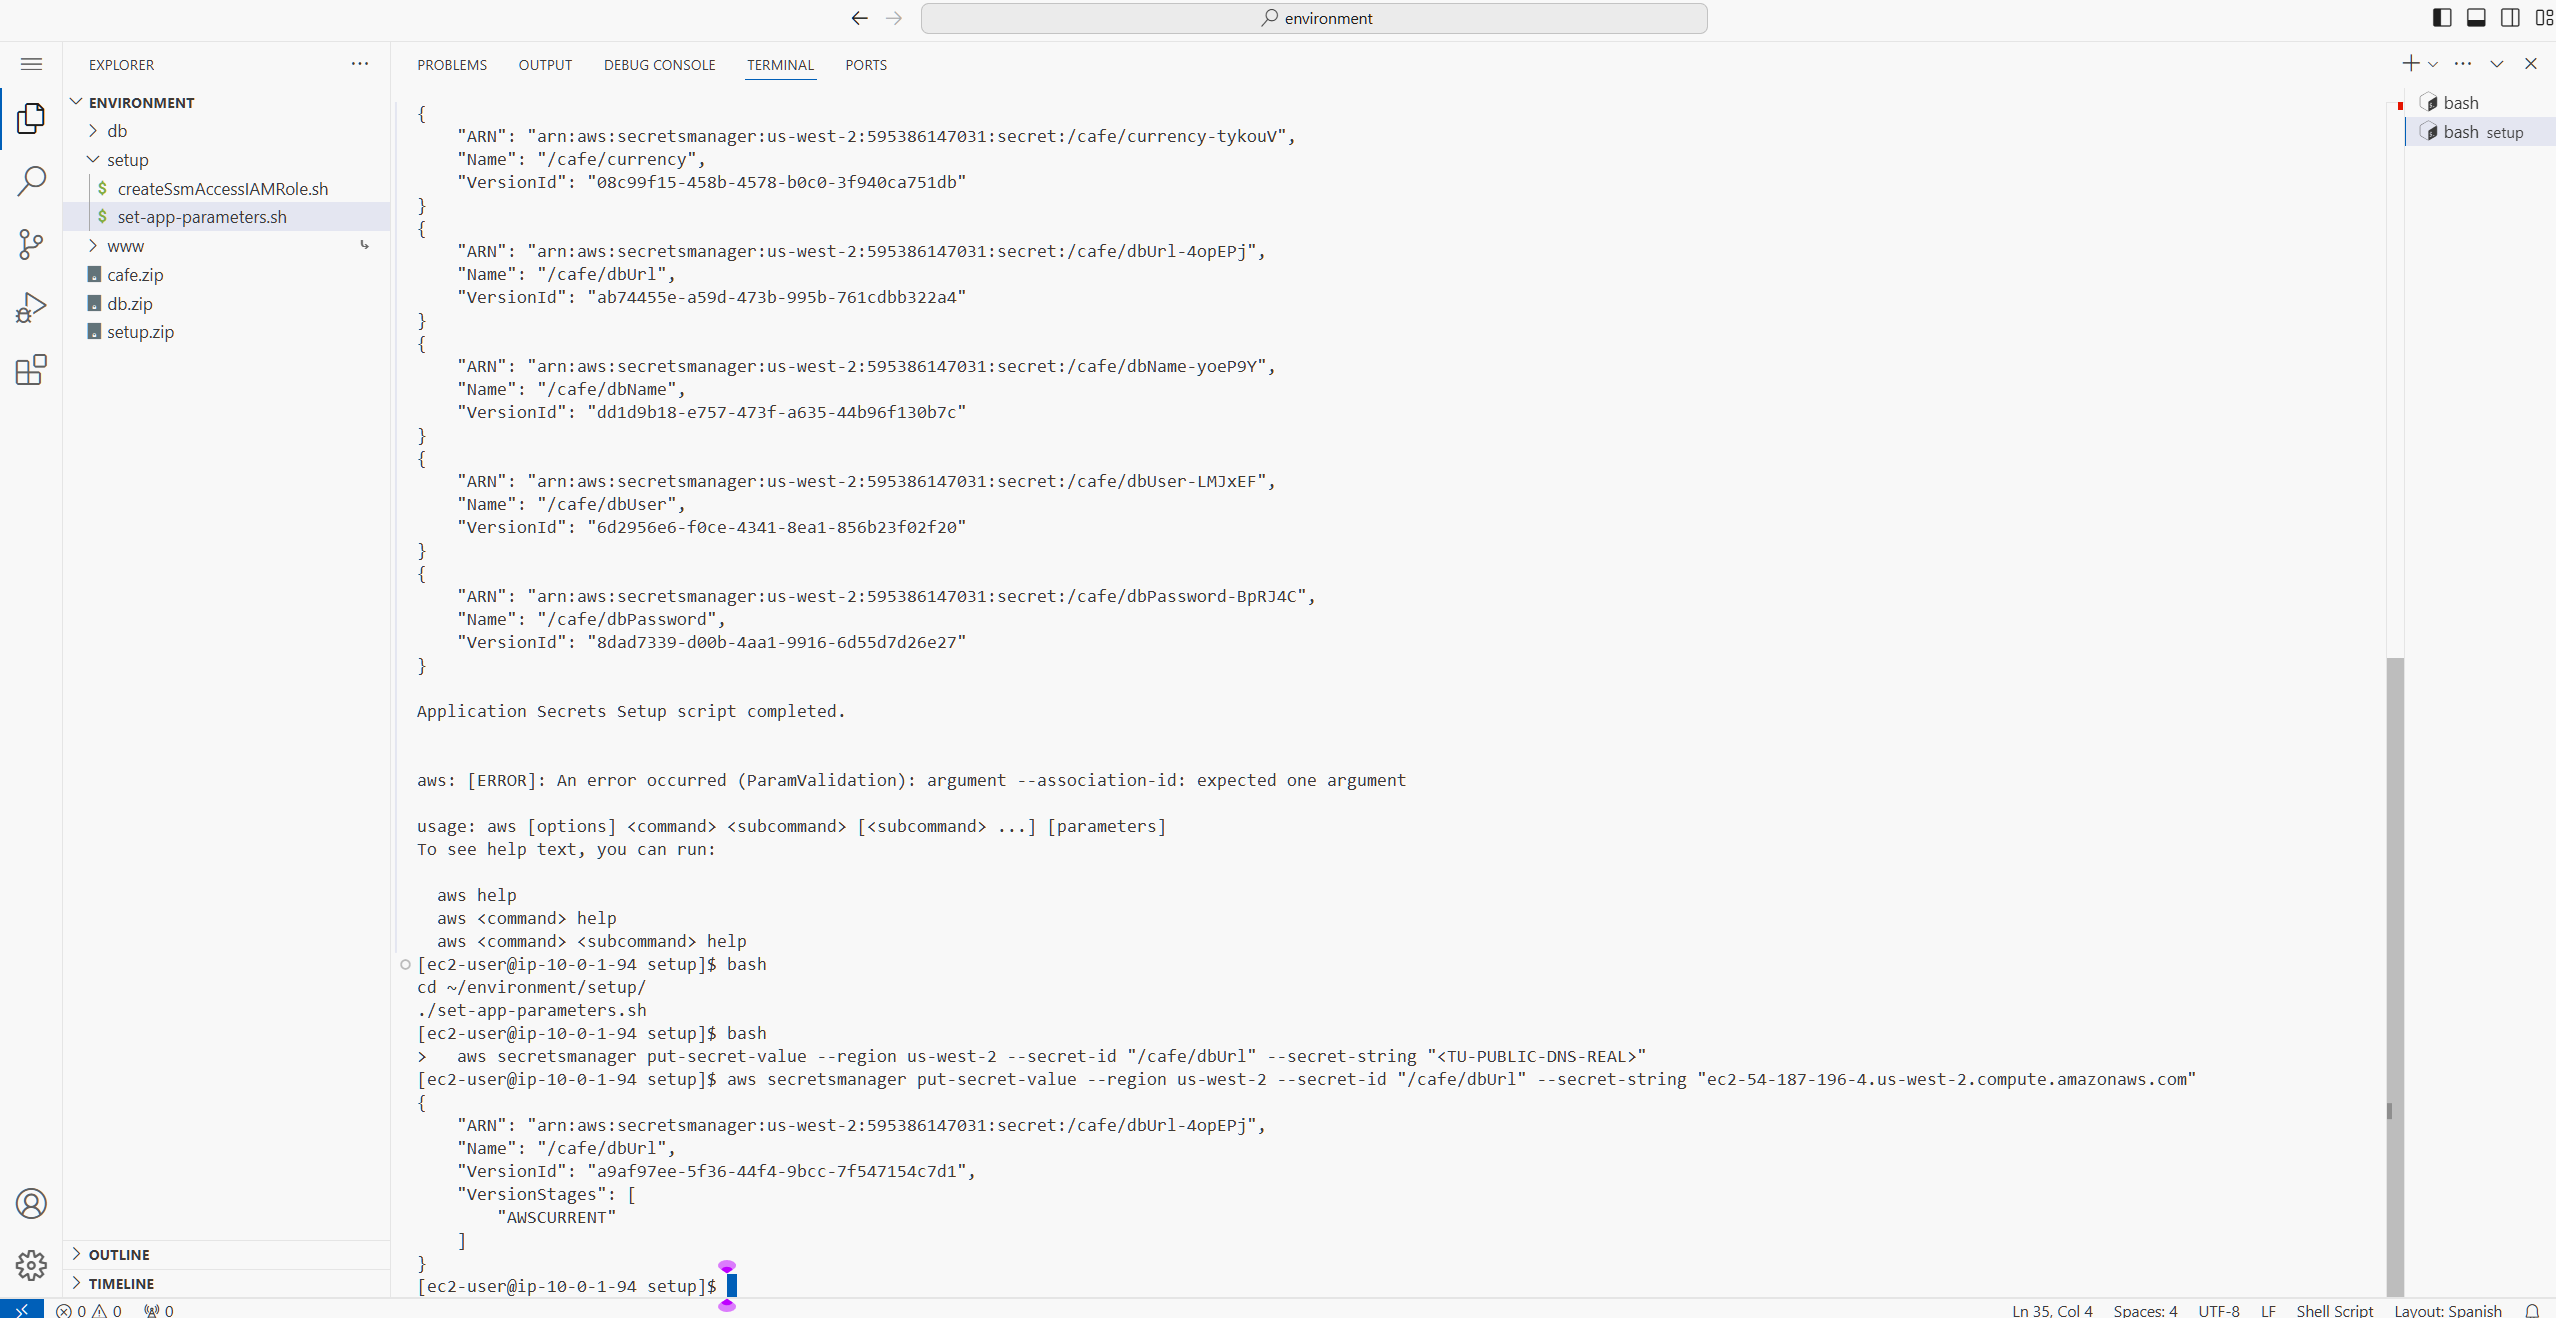 environment
EXPLORER
PROBLEMS OUTPUT DEBUG CONSOLE TERMINAL PORTS
ENVIRONMENT
db
setup
createSsmAccessIAMRole.sh
set-app-parameters.sh
www
cafe.zip
db.zip
setup.zip
OUTLINE
TIMELINE
{
    "ARN": "arn:aws:secretsmanager:us-west-2:595386147031:secret:/cafe/currency-tykouV",
    "Name": "/cafe/currency",
    "VersionId": "08c99f15-458b-4578-b0c0-3f940ca751db"
}
{
    "ARN": "arn:aws:secretsmanager:us-west-2:595386147031:secret:/cafe/dbUrl-4opEPj",
    "Name": "/cafe/dbUrl",
    "VersionId": "ab74455e-a59d-473b-995b-761cdbb322a4"
}
{
    "ARN": "arn:aws:secretsmanager:us-west-2:595386147031:secret:/cafe/dbName-yoeP9Y",
    "Name": "/cafe/dbName",
    "VersionId": "dd1d9b18-e757-473f-a635-44b96f130b7c"
}
{
    "ARN": "arn:aws:secretsmanager:us-west-2:595386147031:secret:/cafe/dbUser-LMJxEF",
    "Name": "/cafe/dbUser",
    "VersionId": "6d2956e6-f0ce-4341-8ea1-856b23f02f20"
}
{
    "ARN": "arn:aws:secretsmanager:us-west-2:595386147031:secret:/cafe/dbPassword-BpRJ4C",
    "Name": "/cafe/dbPassword",
    "VersionId": "8dad7339-d00b-4aa1-9916-6d55d7d26e27"
}
Application Secrets Setup script completed.
aws: [ERROR]: An error occurred (ParamValidation): argument --association-id: expected one argument
usage: aws [options] <command> <subcommand> [<subcommand> ...] [parameters]
To see help text, you can run:
  aws help
  aws <command> help
  aws <command> <subcommand> help
[ec2-user@ip-10-0-1-94 setup]$ bash
cd ~/environment/setup/
./set-app-parameters.sh
[ec2-user@ip-10-0-1-94 setup]$ bash
>   aws secretsmanager put-secret-value --region us-west-2 --secret-id "/cafe/dbUrl" --secret-string "<TU-PUBLIC-DNS-REAL>"
[ec2-user@ip-10-0-1-94 setup]$ aws secretsmanager put-secret-value --region us-west-2 --secret-id "/cafe/dbUrl" --secret-string "ec2-54-187-196-4.us-west-2.compute.amazonaws.com"
{
    "ARN": "arn:aws:secretsmanager:us-west-2:595386147031:secret:/cafe/dbUrl-4opEPj",
    "Name": "/cafe/dbUrl",
    "VersionId": "a9af97ee-5f36-44f4-9bcc-7f547154c7d1",
    "VersionStages": [
        "AWSCURRENT"
    ]
}
[ec2-user@ip-10-0-1-94 setup]$
bash
bash setup
0 0 0
Ln 35, Col 4 Spaces: 4 UTF-8 LF Shell Script Layout: Spanish